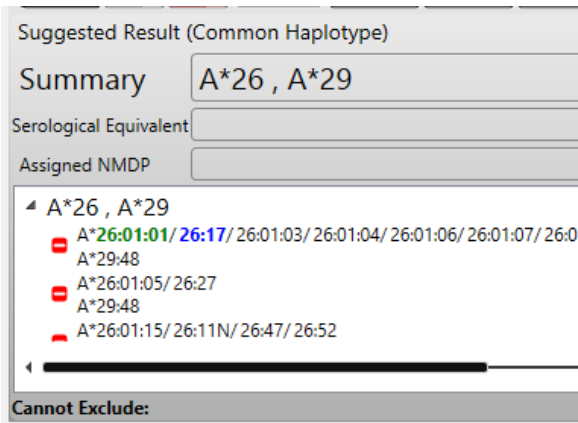 Suggested Result (Common Haplotype)
Summary A*26 , A*29
Serological Equivalent
Assigned NMDP
A*26 , A*29
A*26:01:01/ 26:17/ 26:01:03/ 26:01:04/ 26:01:06/ 26:01:07/ 26:0
A*29:48
A*26:01:05/ 26:27
A*29:48
A*26:01:15/ 26:11N/ 26:47/ 26:52
Cannot Exclude: